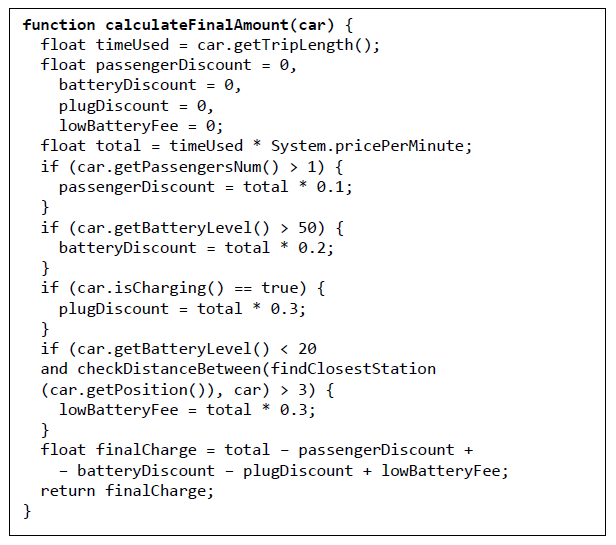 function calculateFinalAmount(car) {
float timeUsed = car.getTripLength();
float passengerDiscount = 0,
batteryDiscount = 0,
plugDiscount = 0,
lowBatteryFee = 0;
float total = timeUsed * System.pricePerMinute;
if (car.getPassengersNum() > 1) {
passengerDiscount = total * 0.1;
}
if (car.getBatteryLevel() > 50) {
batteryDiscount = total * 0.2;
}
if (car.isCharging() == true) {
plugDiscount = total * 0.3;
}
if (car.getBatteryLevel() < 20
and checkDistanceBetween(findClosestStation
(car.getPosition()), car) > 3) {
lowBatteryFee = total * 0.3;
}
float finalCharge = total – passengerDiscount +
– batteryDiscount – plugDiscount + lowBatteryFee;
return finalCharge;
}